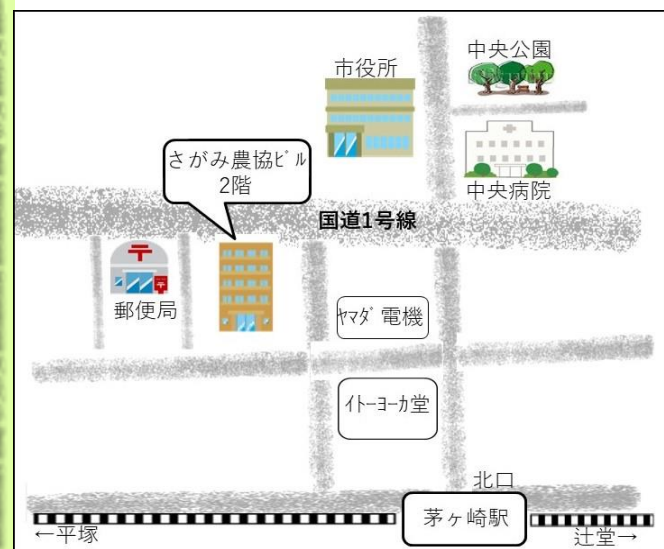 中央公園
市役所
さがみ農協ﾋﾞﾙ
2階
中央病院
国道1号線
〒
郵便局
ﾔﾏﾀﾞ電機
ｲﾄｰﾖｰｶ堂
北口
茅ヶ崎駅
←平塚
辻堂→